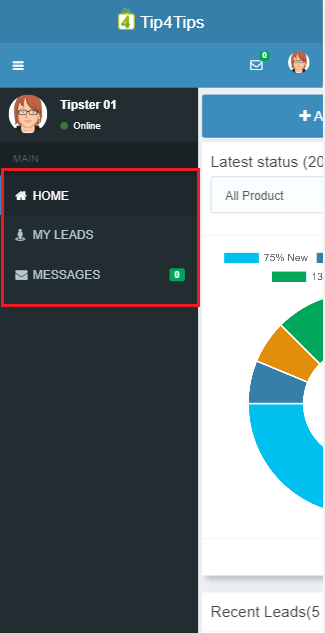 4 Tip4Tips
0
Tipster 01
Online
MAIN
HOME
MY LEADS
MESSAGES 0
A
Latest status (20
All Product
75% New
13
Recent Leads(5